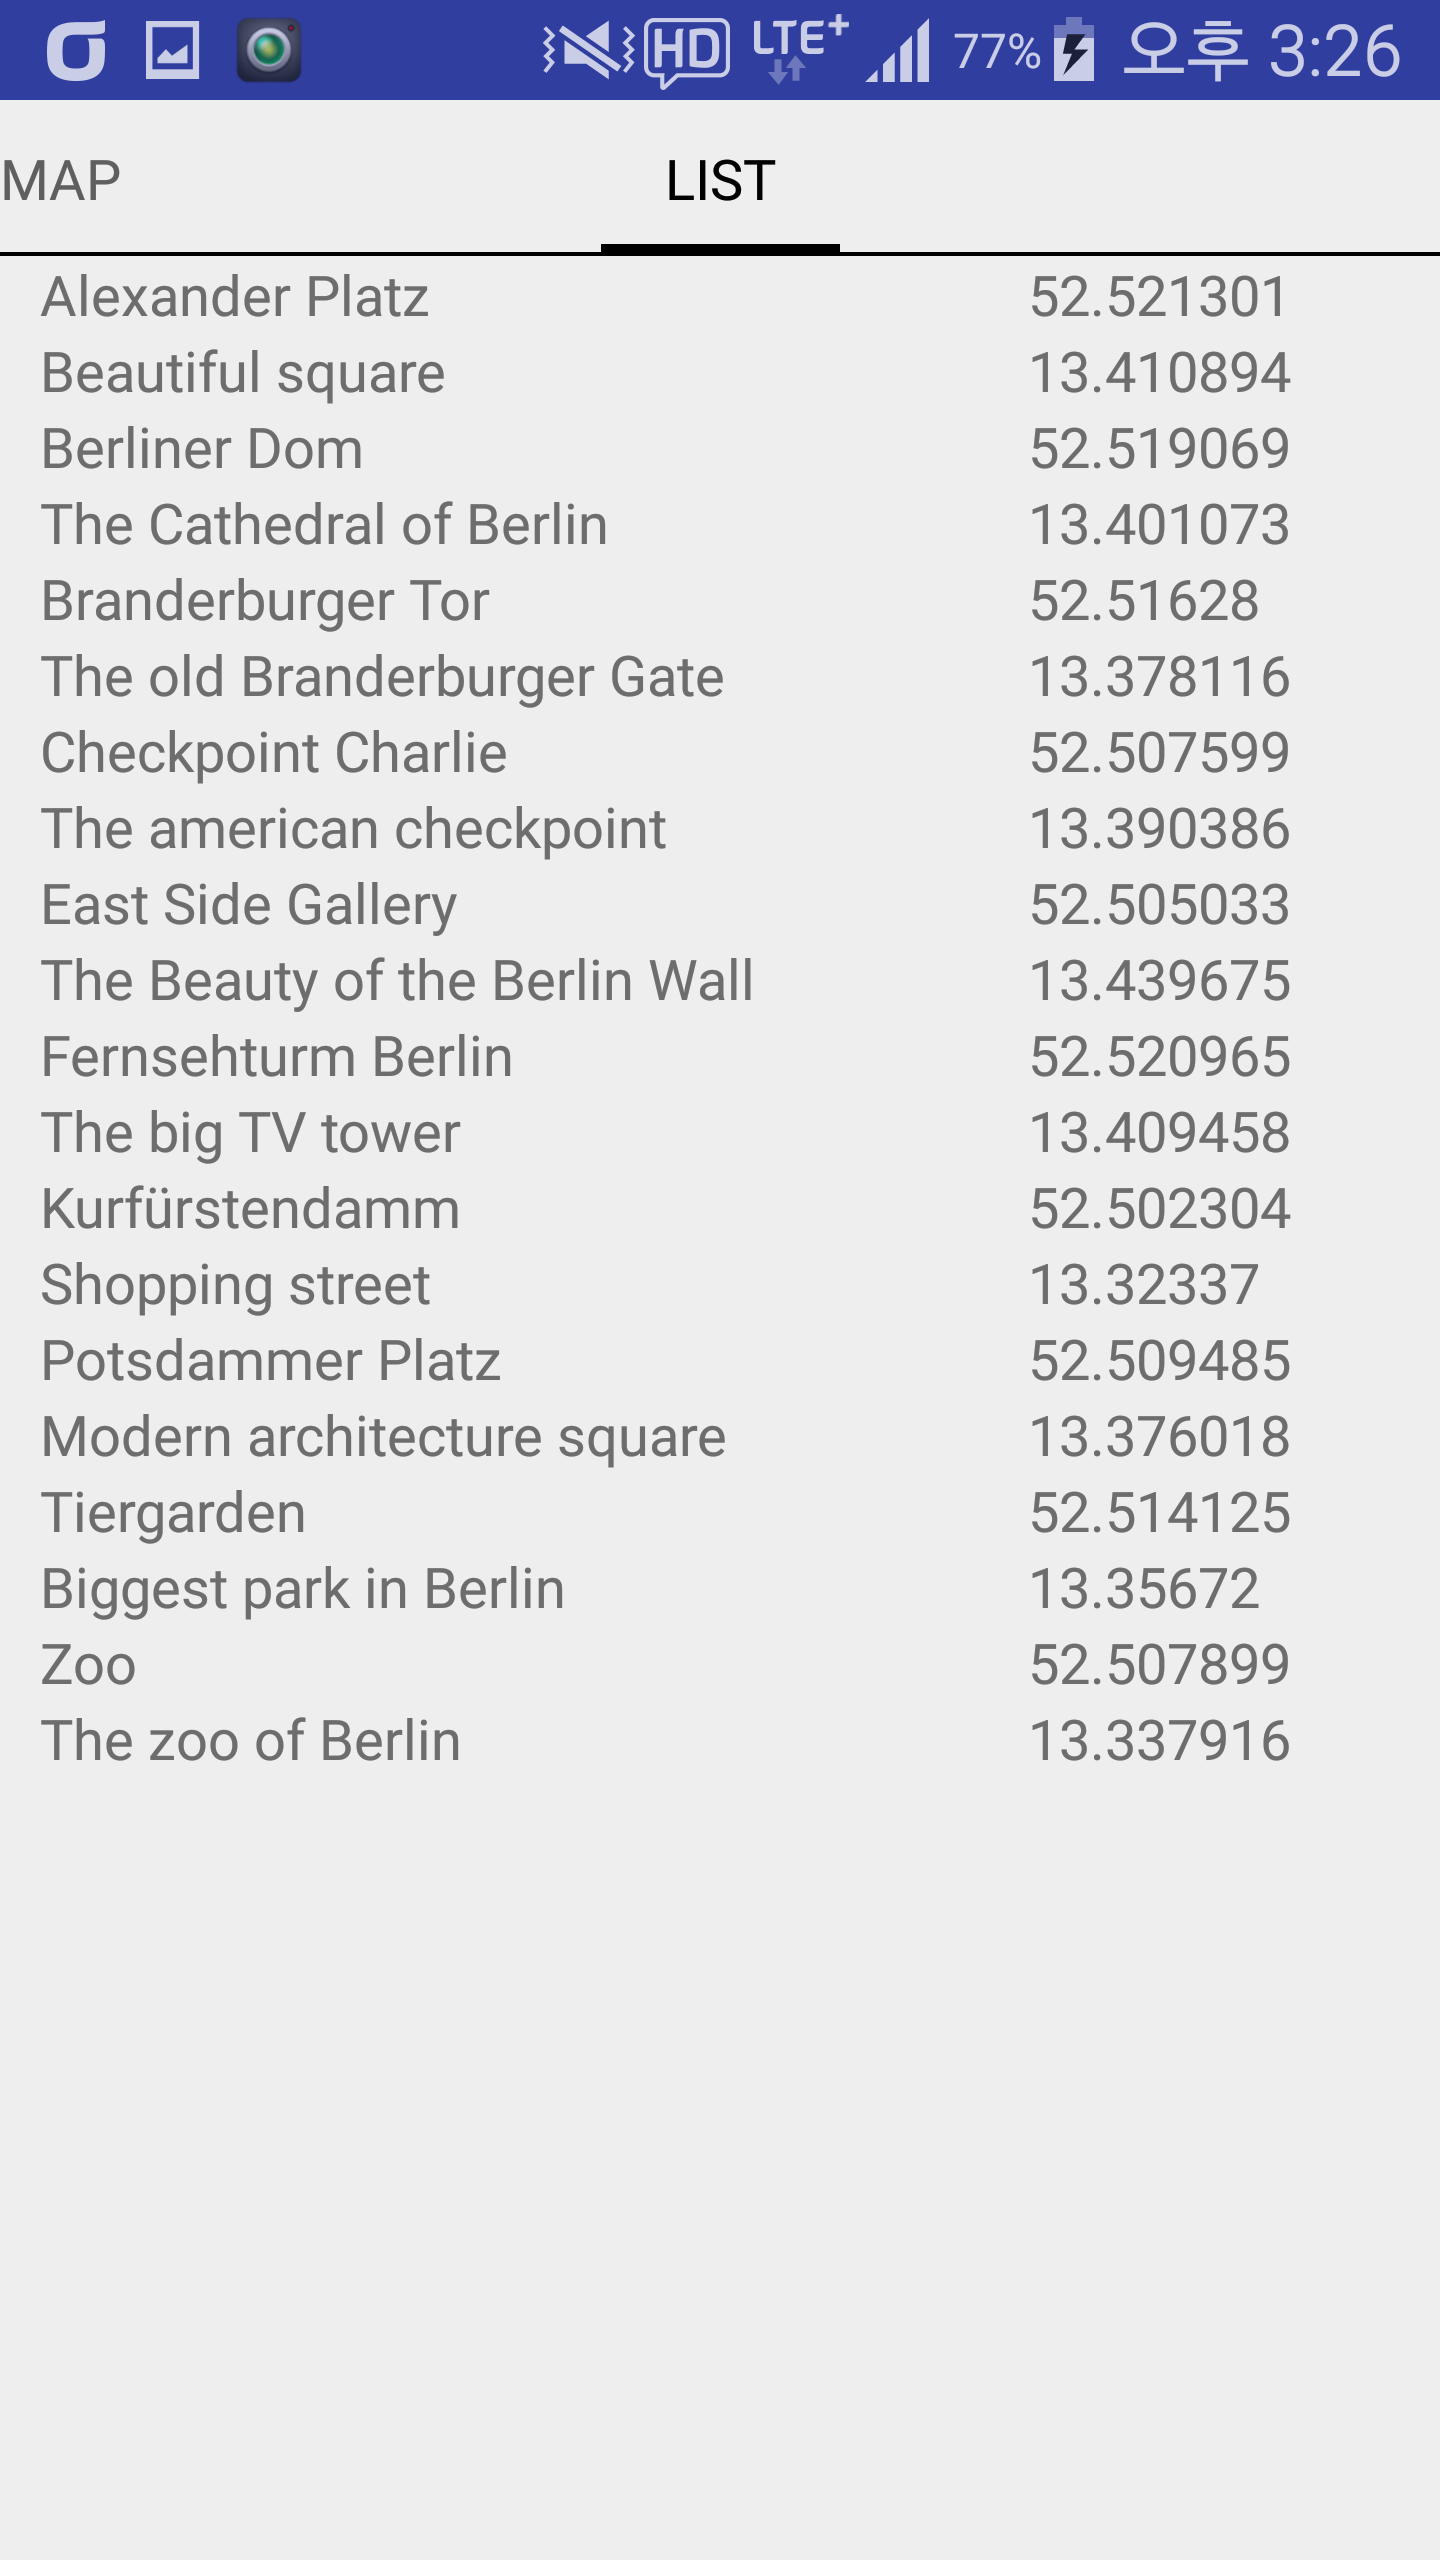 HD LTE+ 77% 오후 3:26
MAP LIST
Alexander Platz 52.521301
Beautiful square 13.410894
Berliner Dom 52.519069
The Cathedral of Berlin 13.401073
Branderburger Tor 52.51628
The old Branderburger Gate 13.378116
Checkpoint Charlie 52.507599
The american checkpoint 13.390386
East Side Gallery 52.505033
The Beauty of the Berlin Wall 13.439675
Fernsehturm Berlin 52.520965
The big TV tower 13.409458
Kurfürstendamm 52.502304
Shopping street 13.32337
Potsdammer Platz 52.509485
Modern architecture square 13.376018
Tiergarden 52.514125
Biggest park in Berlin 13.35672
Zoo 52.507899
The zoo of Berlin 13.337916